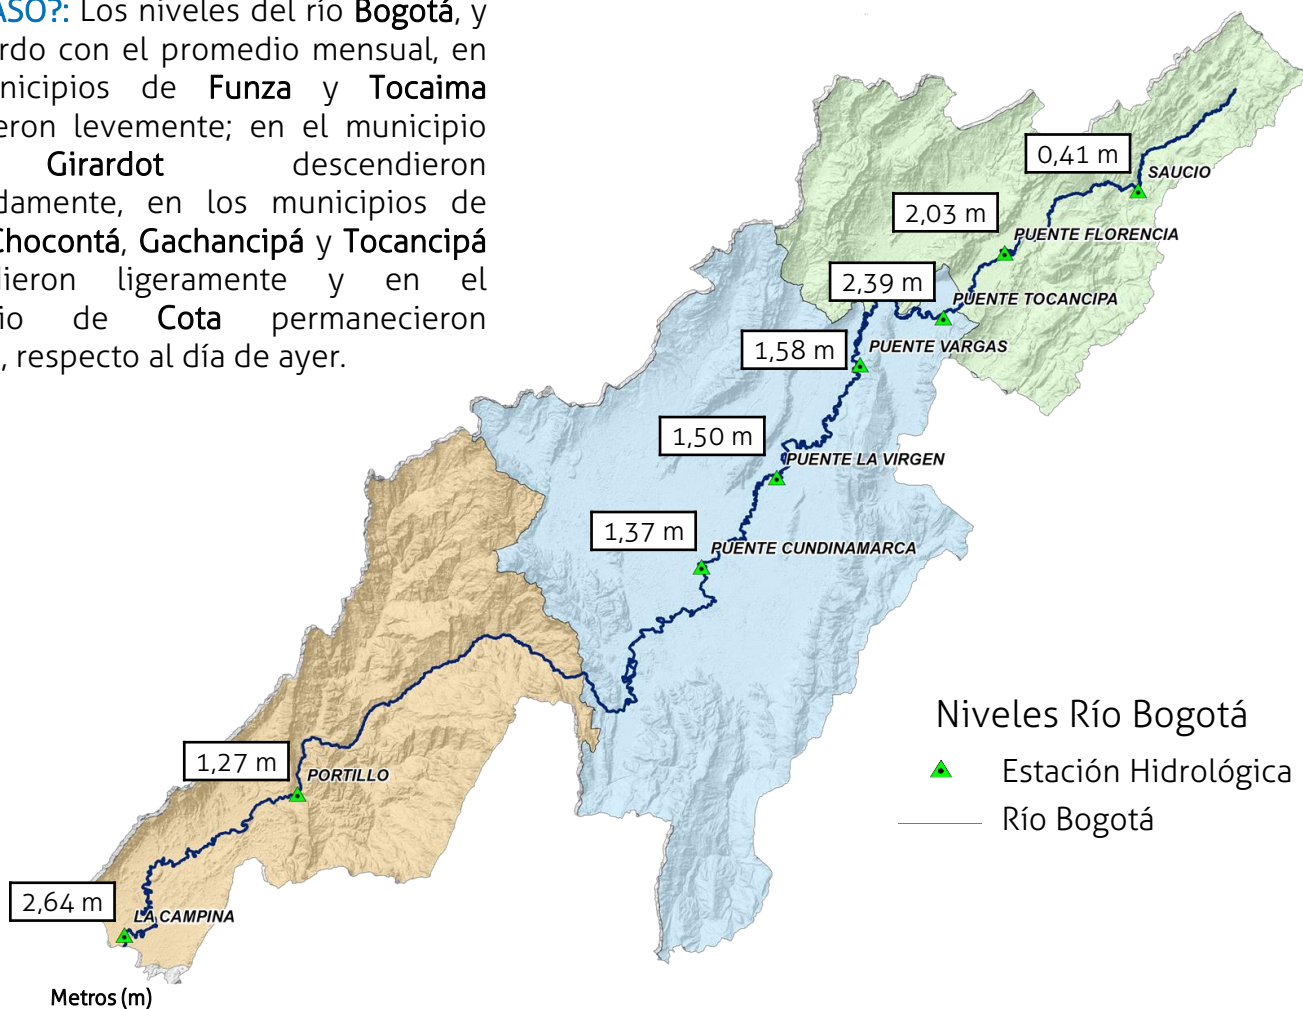 ASÓ?: Los niveles del río Bogotá, y
rdo con el promedio mensual, en
nicipios de Funza y Tocaima
eron levemente; en el municipio
Girardot descendieron
damente, en los municipios de
Chocontá, Gachancipá y Tocancipá
dieron ligeramente y en el
io de Cota permanecieron
, respecto al día de ayer.
0,41 m
SAUCIO
2,03 m
PUENTE FLORENCIA
2,39 m
PUENTE TOCANCIPA
1,58 m
PUENTE VARGAS
1,50 m
PUENTE LA VIRGEN
1,37 m
PUENTE CUNDINAMARCA
1,27 m
PORTILLO
2,64 m
LA CAMPINA
Metros (m)
Niveles Río Bogotá
Estación Hidrológica
Río Bogotá